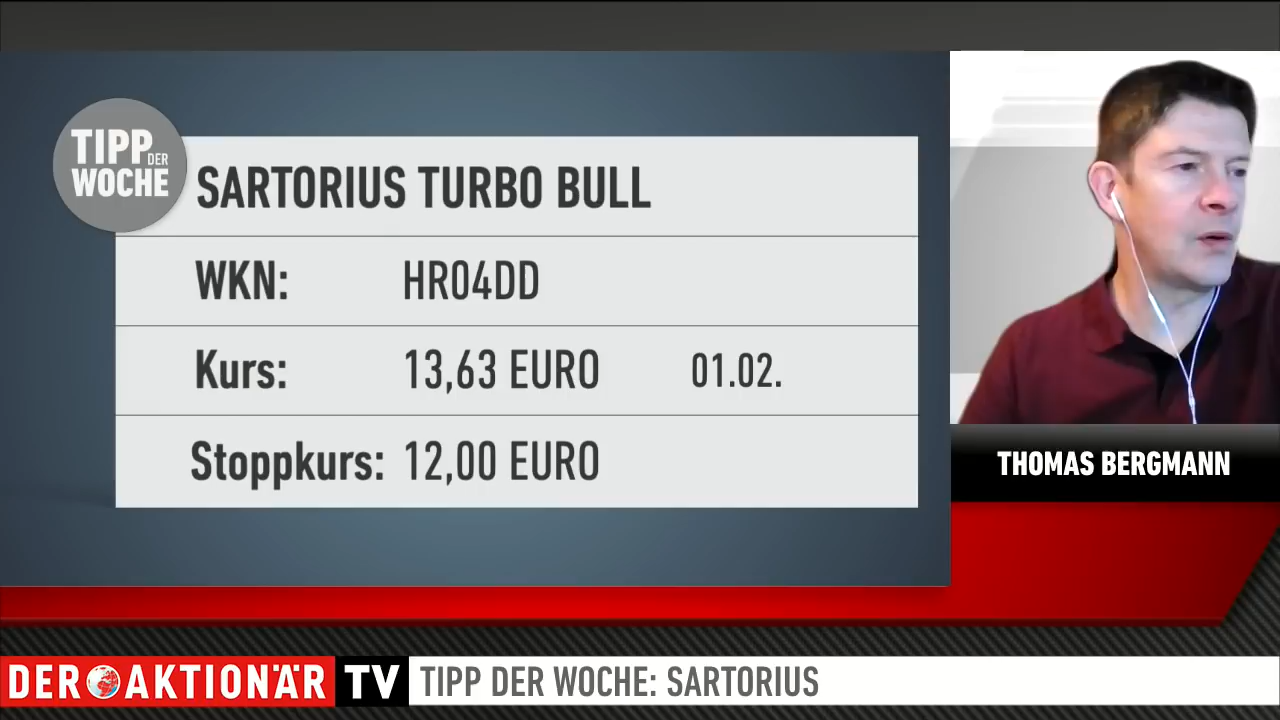 TIPP DER WOCHE
SARTORIUS TURBO BULL
WKN: HR04DD
Kurs: 13,63 EURO 01.02.
Stoppkurs: 12,00 EURO
THOMAS BERGMANN
DER AKTIONÄR TV TIPP DER WOCHE: SARTORIUS